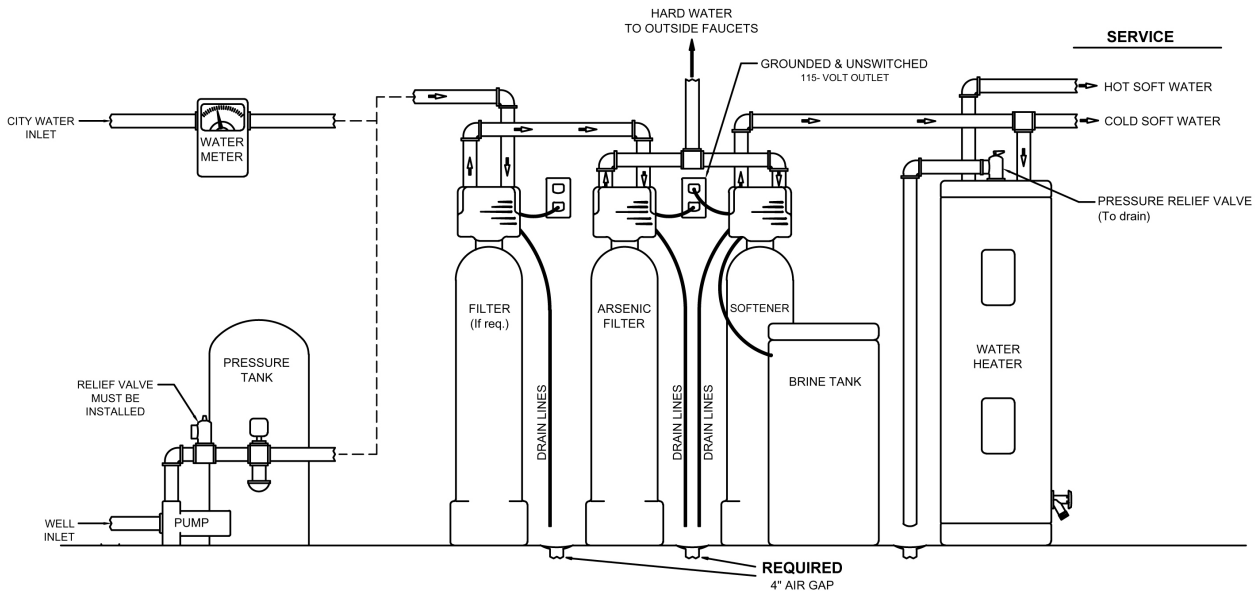 HARD WATER
TO OUTSIDE FAUCETS
SERVICE
GROUNDED & UNSWITCHED
115- VOLT OUTLET
HOT SOFT WATER
CITY WATER
INLET
WATER
METER
COLD SOFT WATER
PRESSURE RELIEF VALVE
(To drain)
FILTER
(If req.)
ARSENIC
FILTER
SOFTENER
WATER
HEATER
PRESSURE
TANK
BRINE TANK
RELIEF VALVE
MUST BE
INSTALLED
DRAIN LINES
DRAIN LINES
DRAIN LINES
WELL
INLET
PUMP
REQUIRED
4" AIR GAP